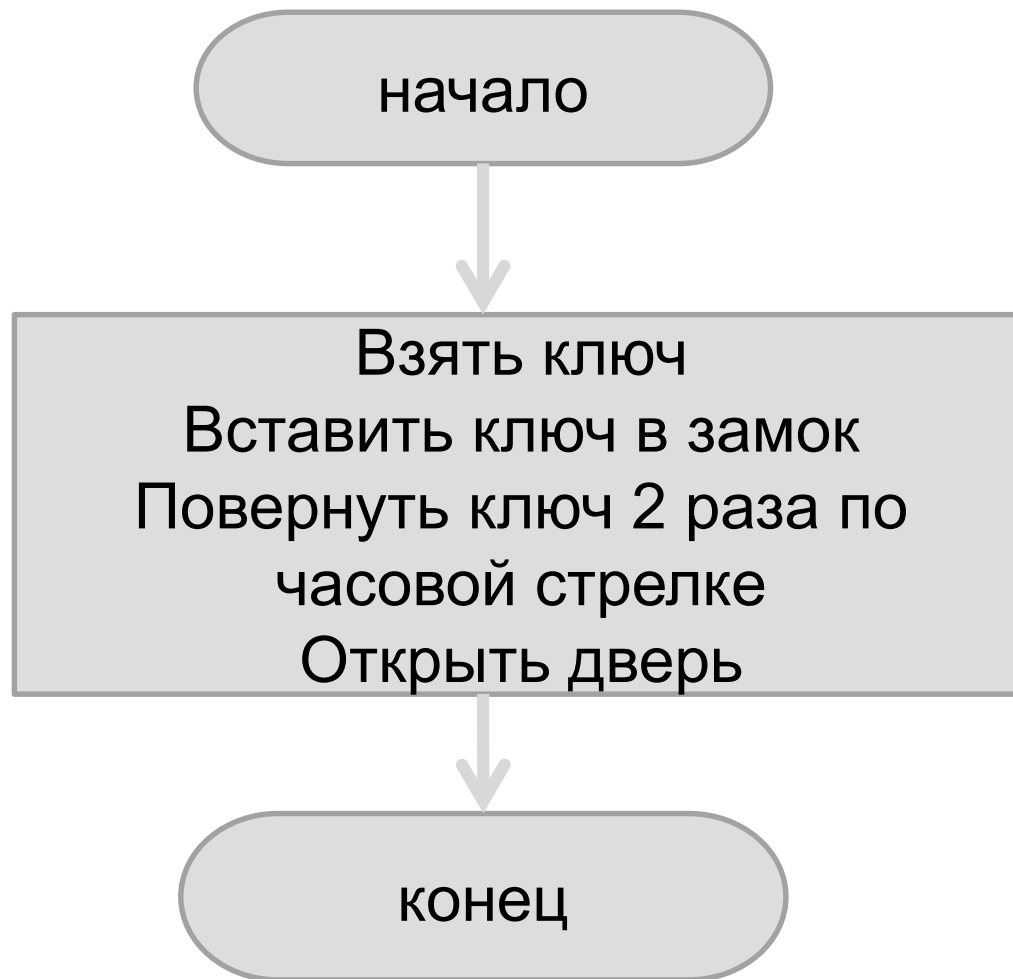 начало
Взять ключ
Вставить ключ в замок
Повернуть ключ 2 раза по
часовой стрелке
Открыть дверь
конец